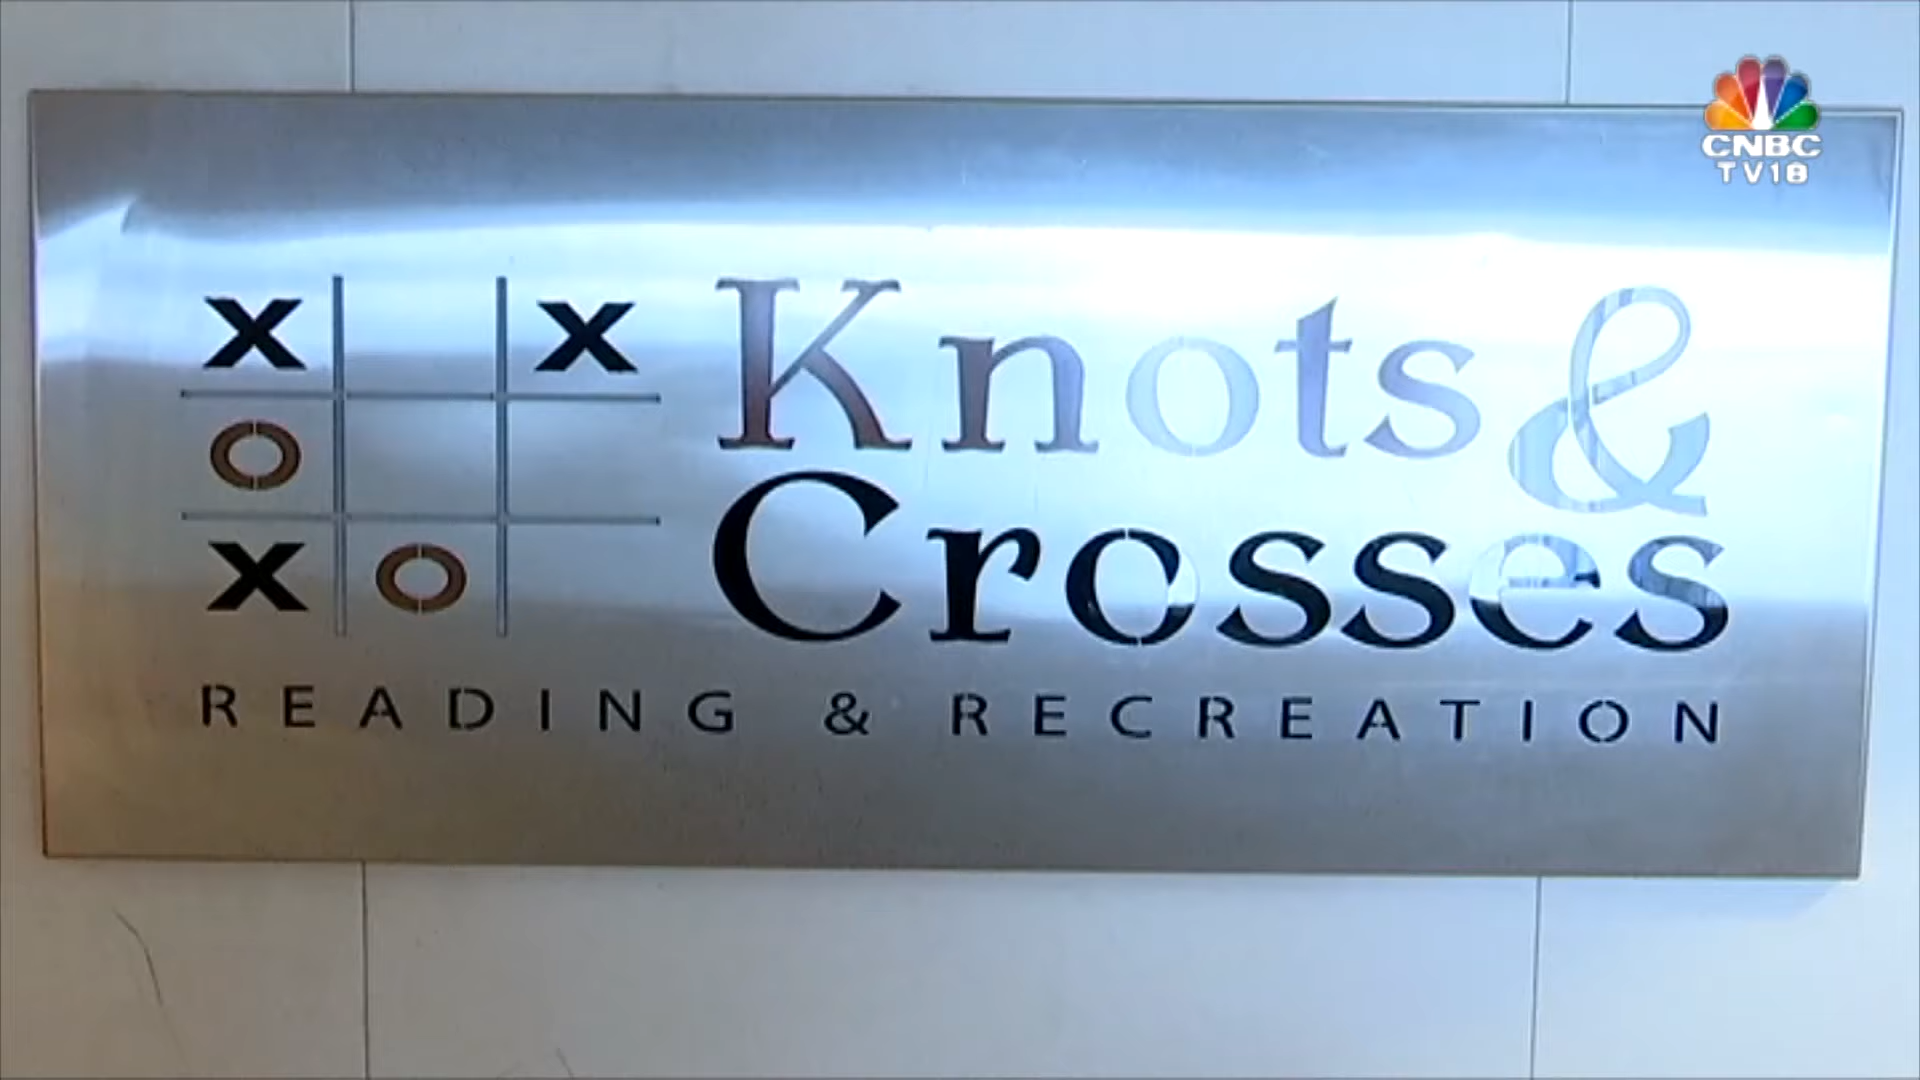 CNBC
TV18
X X
O
X O
Knots &
Crosses
READING & RECREATION